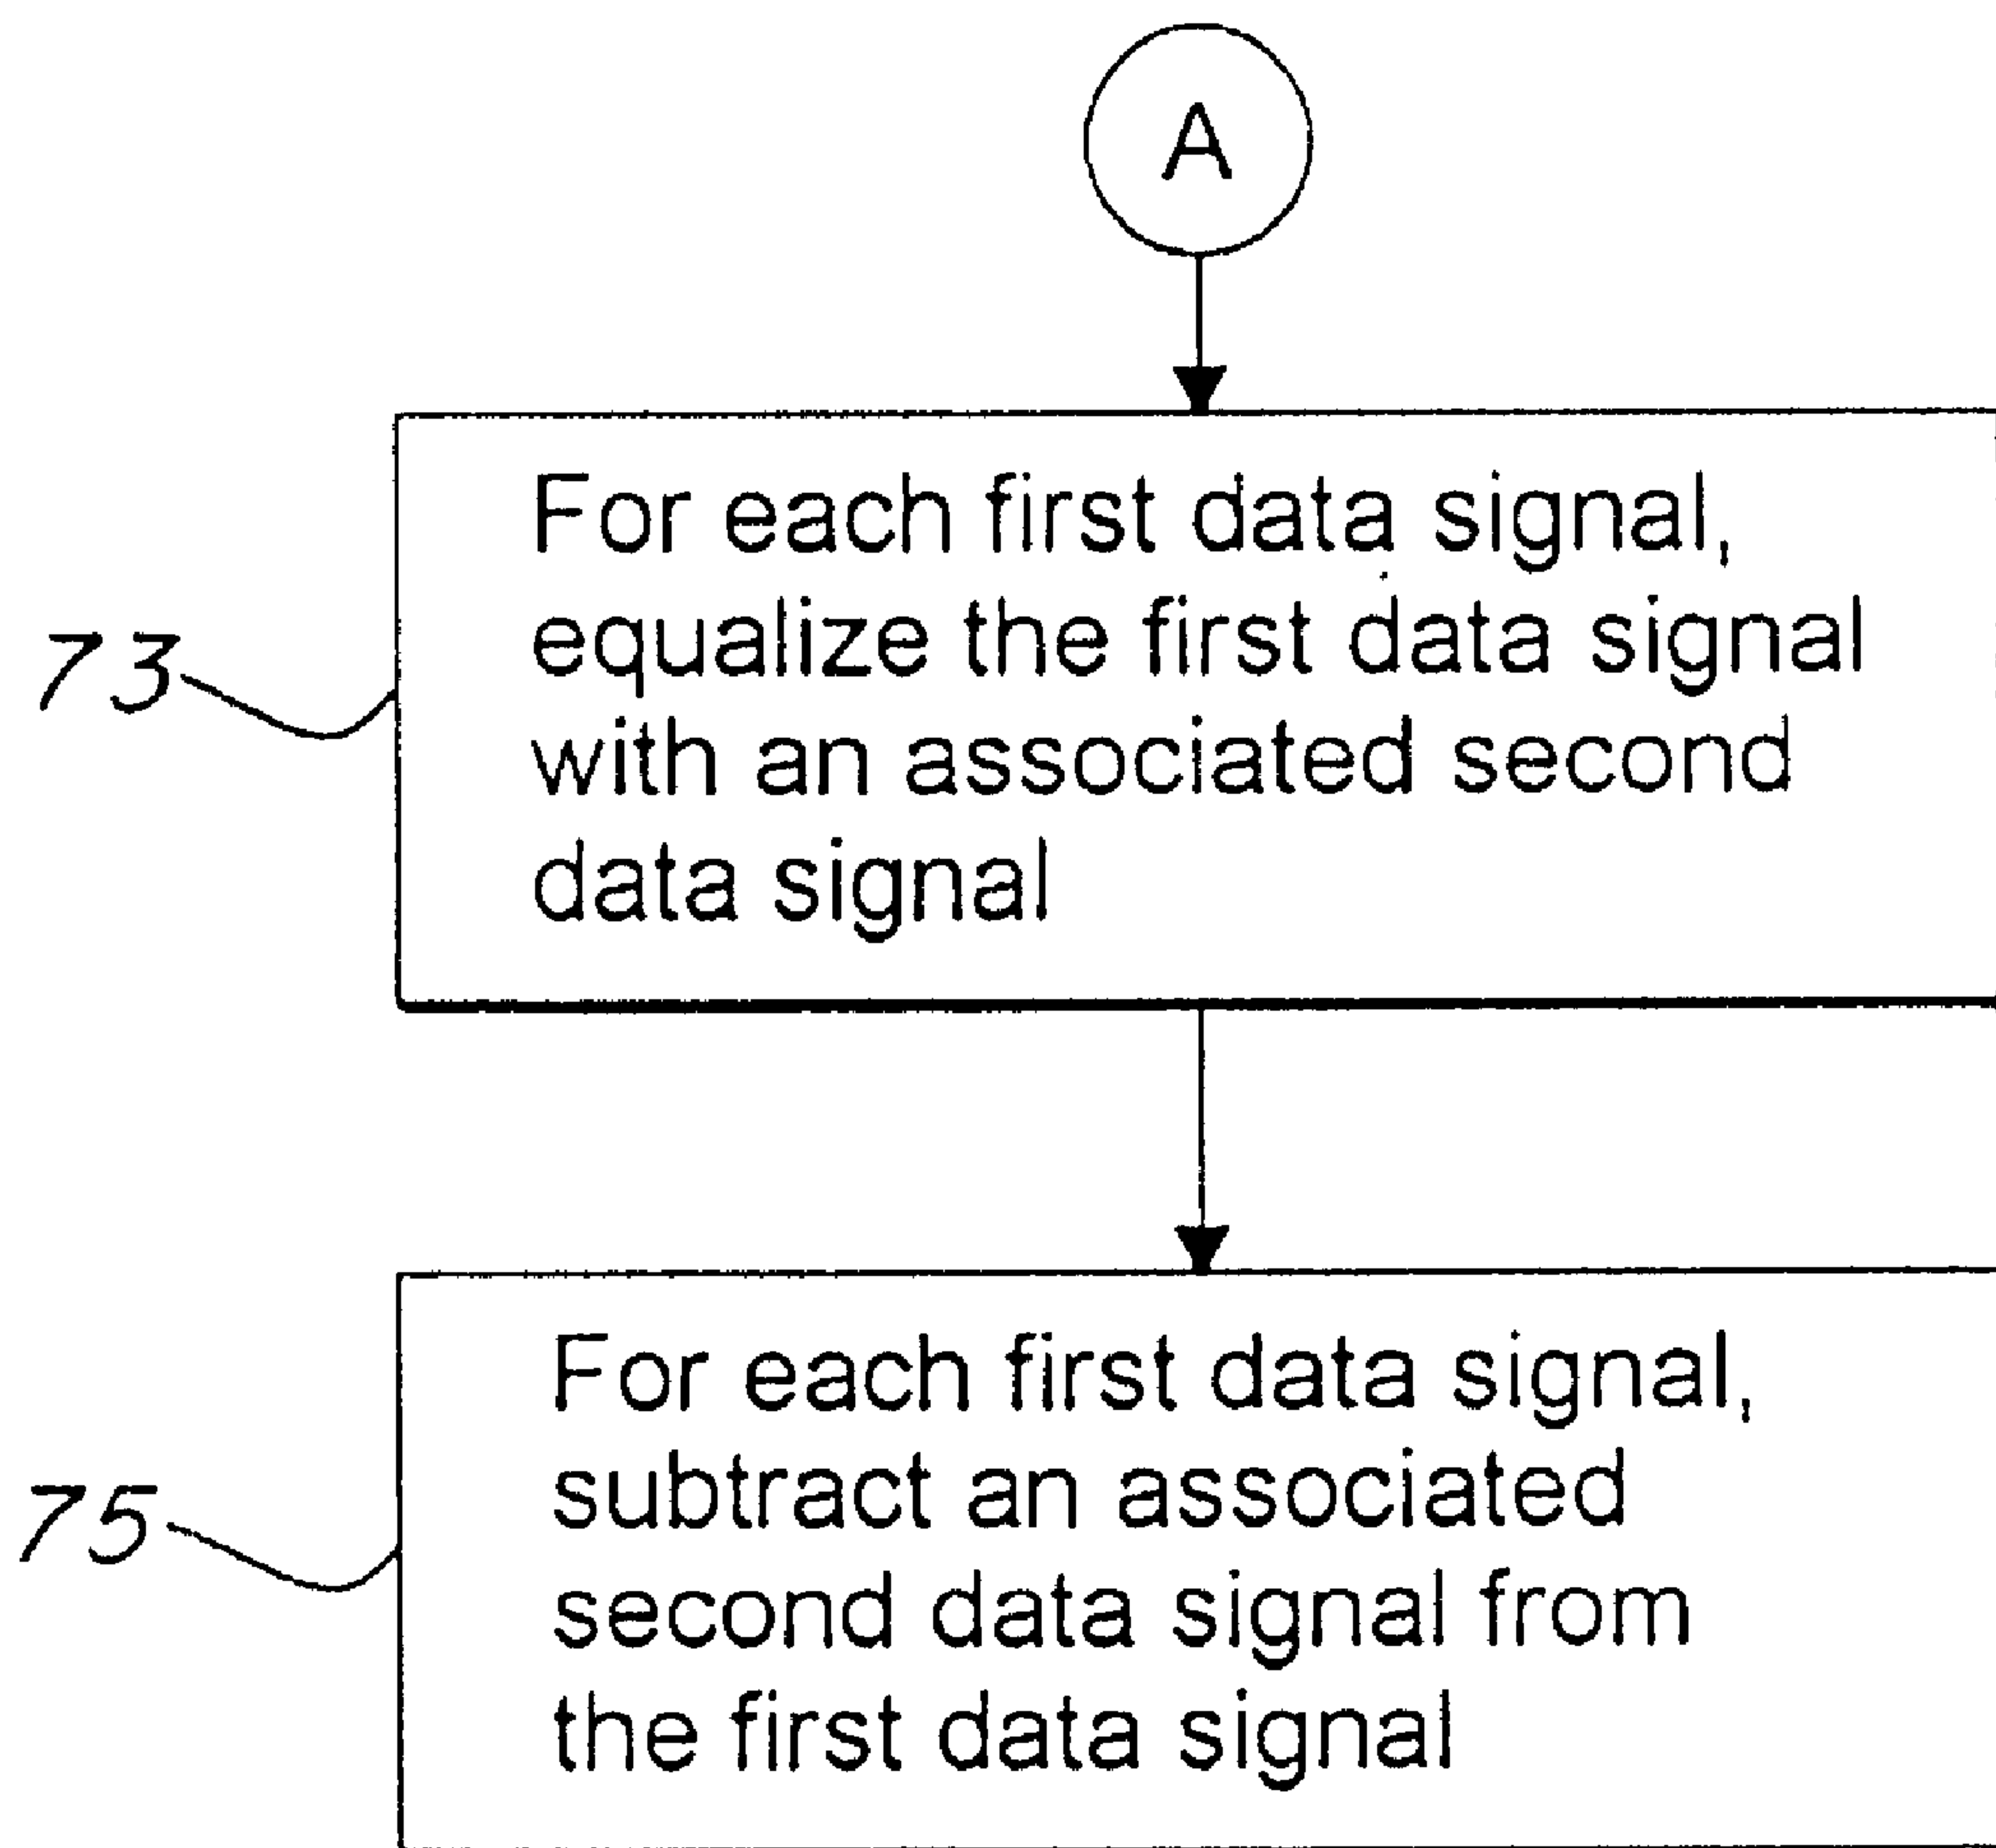 A
For each first data signal,
equalize the first data signal
with an associated second
data signal
73
For each first data signal,
subtract an associated
second data signal from
the first data signal
75